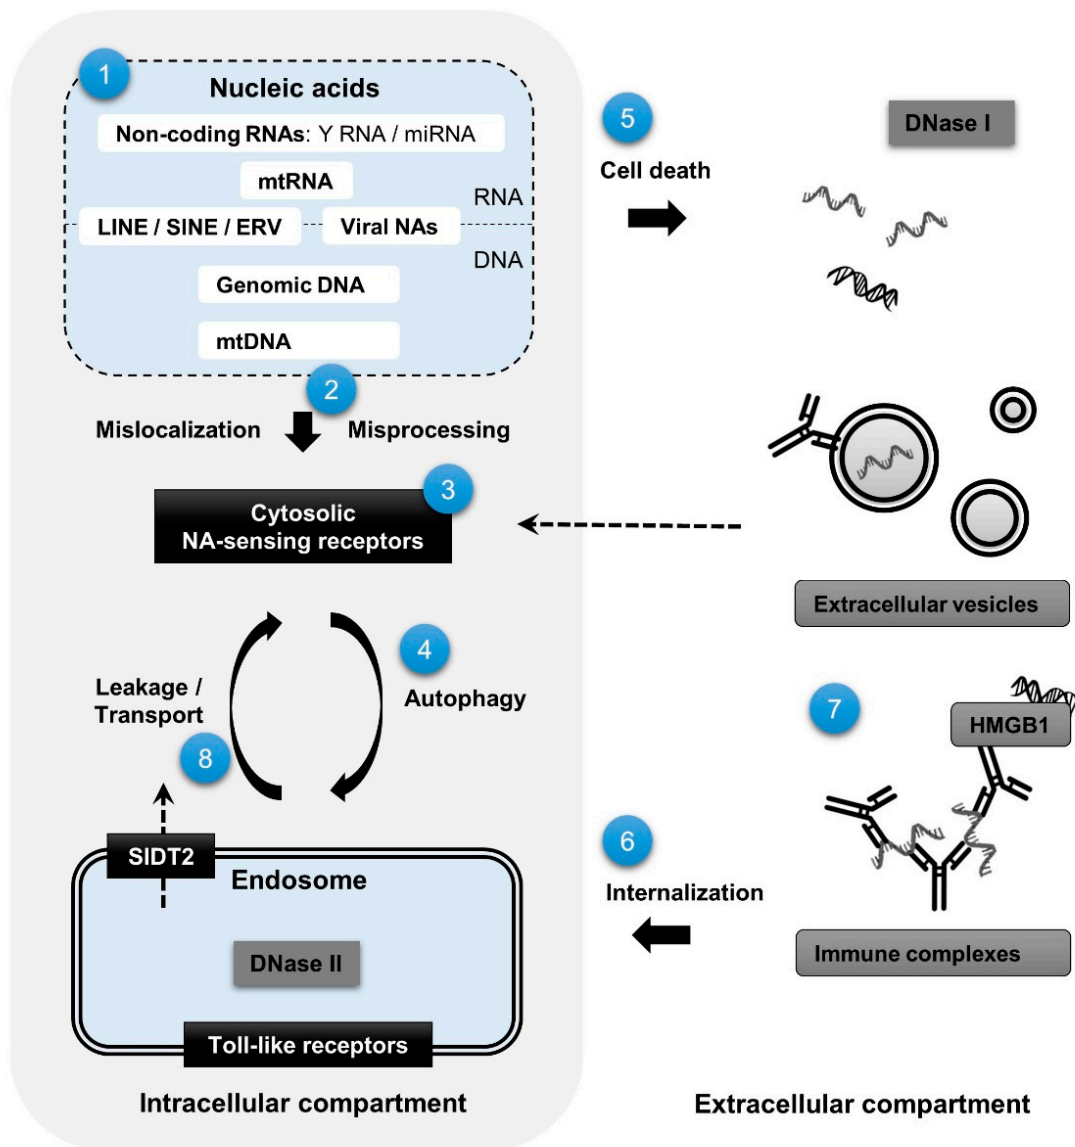 1
Nucleic acids
Non-coding RNAs: Y RNA / miRNA
mtRNA
RNA
LINE / SINE / ERV
Viral NAs
DNA
Genomic DNA
mtDNA
2
Mislocalization
Misprocessing
3
Cytosolic
NA-sensing receptors
4
Autophagy
Leakage /
Transport
8
SIDT2
Endosome
DNase II
Toll-like receptors
Intracellular compartment
5
Cell death
DNase I
Extracellular vesicles
7
HMGB1
6
Internalization
Immune complexes
Extracellular compartment